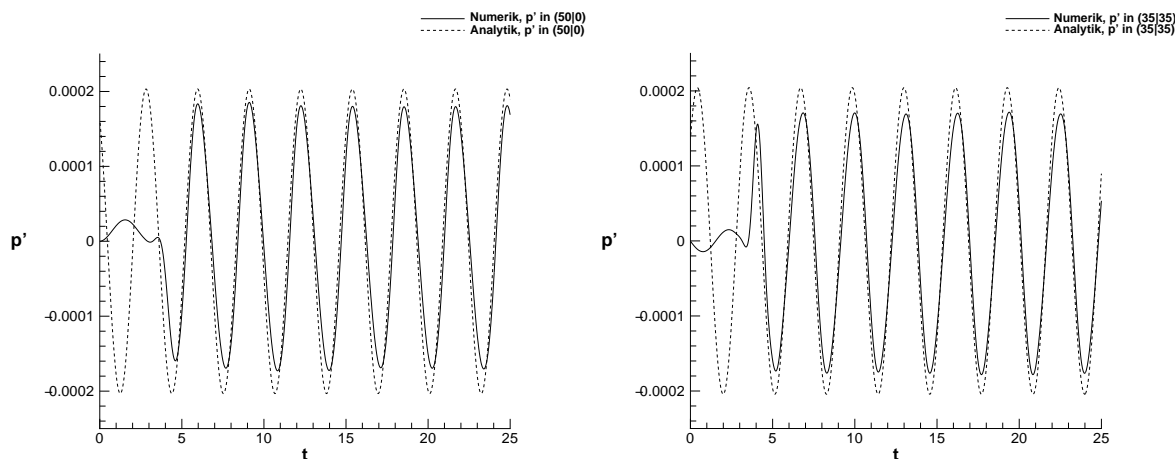 Numerik, p' in (50|0)
Analytik, p' in (50|0)
0.0002
0.0001
p'
0
-0.0001
-0.0002
0 5 10 15 20 25
t
Numerik, p' in (35|35)
Analytik, p' in (35|35)
0.0002
0.0001
p'
0
-0.0001
-0.0002
0 5 10 15 20 25
t